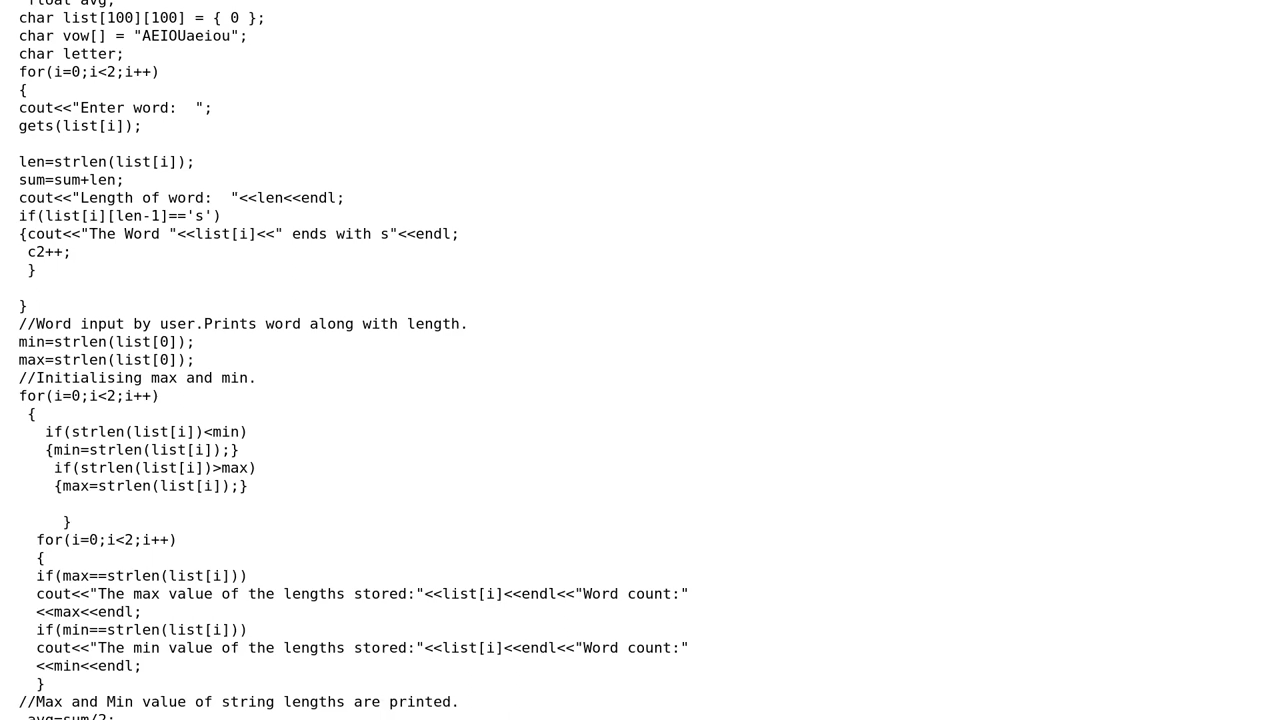 float avg;
char list[100][100] = { 0 };
char vow[] = "AEIOUaeiou";
char letter;
for(i=0;i<2;i++)
{
cout<<"Enter word:  ";
gets(list[i]);
len=strlen(list[i]);
sum=sum+len;
cout<<"Length of word:  "<<len<<endl;
if(list[i][len-1]=='s')
{cout<<"The Word "<<list[i]<<" ends with s"<<endl;
c2++;
}
}
//Word input by user.Prints word along with length.
min=strlen(list[0]);
max=strlen(list[0]);
//Initialising max and min.
for(i=0;i<2;i++)
{
if(strlen(list[i])<min)
{min=strlen(list[i]);}
if(strlen(list[i])>max)
{max=strlen(list[i]);}
}
for(i=0;i<2;i++)
{
if(max==strlen(list[i]))
cout<<"The max value of the lengths stored:"<<list[i]<<endl<<"Word count:"
<<max<<endl;
if(min==strlen(list[i]))
cout<<"The min value of the lengths stored:"<<list[i]<<endl<<"Word count:"
<<min<<endl;
}
//Max and Min value of string lengths are printed.
avg=sum/2;